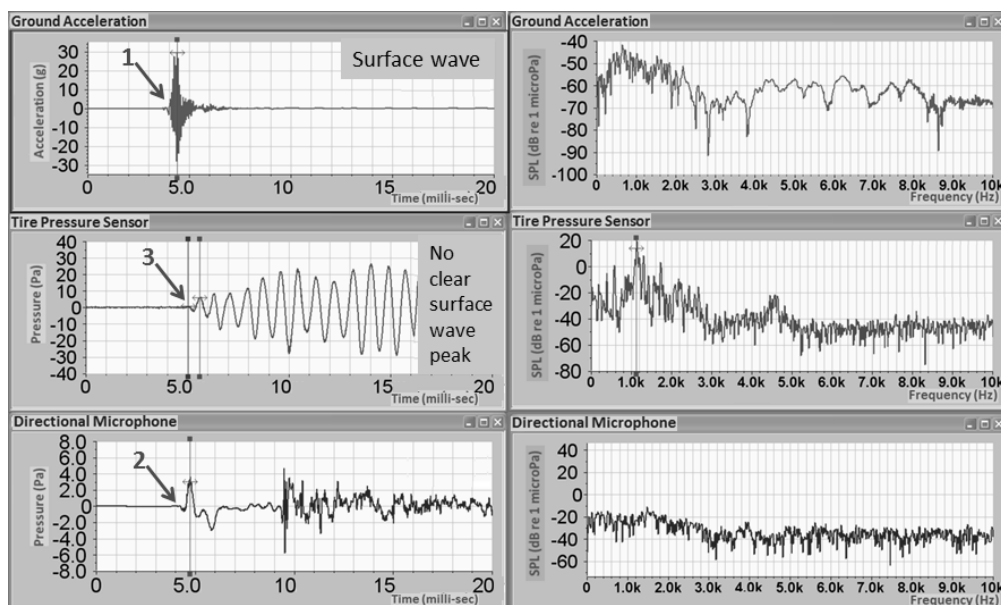 Ground Acceleration
Acceleration (g)
30
20
10
0
-10
-20
-30
1
Surface wave
0
5.0
10
15
20
Time (milli-sec)
Ground Acceleration
SPL (dB re 1 microPa)
-40
-50
-60
-70
-80
-90
-100
0
1.0k
2.0k
3.0k
4.0k
5.0k
6.0k
7.0k
8.0k
9.0k
10k
Frequency (Hz)
Tire Pressure Sensor
Pressure (Pa)
40
30
20
10
0
-10
-20
-30
-40
3
No
clear
surface
wave
peak
0
5.0
10
15
20
Time (milli-sec)
SPL (dB re 1 microPa)
20
0
-20
-40
-60
-80
0
1.0k
2.0k
3.0k
4.0k
5.0k
6.0k
7.0k
8.0k
9.0k
10k
Frequency (Hz)
Directional Microphone
Pressure (Pa)
8.0
6.0
4.0
2.0
0
-2.0
-4.0
-6.0
-8.0
2
0
5.0
10
15
20
Time (milli-sec)
Directional Microphone
SPL (dB re 1 microPa)
40
20
0
-20
-40
-60
0
1.0k
2.0k
3.0k
4.0k
5.0k
6.0k
7.0k
8.0k
9.0k
10k
Frequency (Hz)